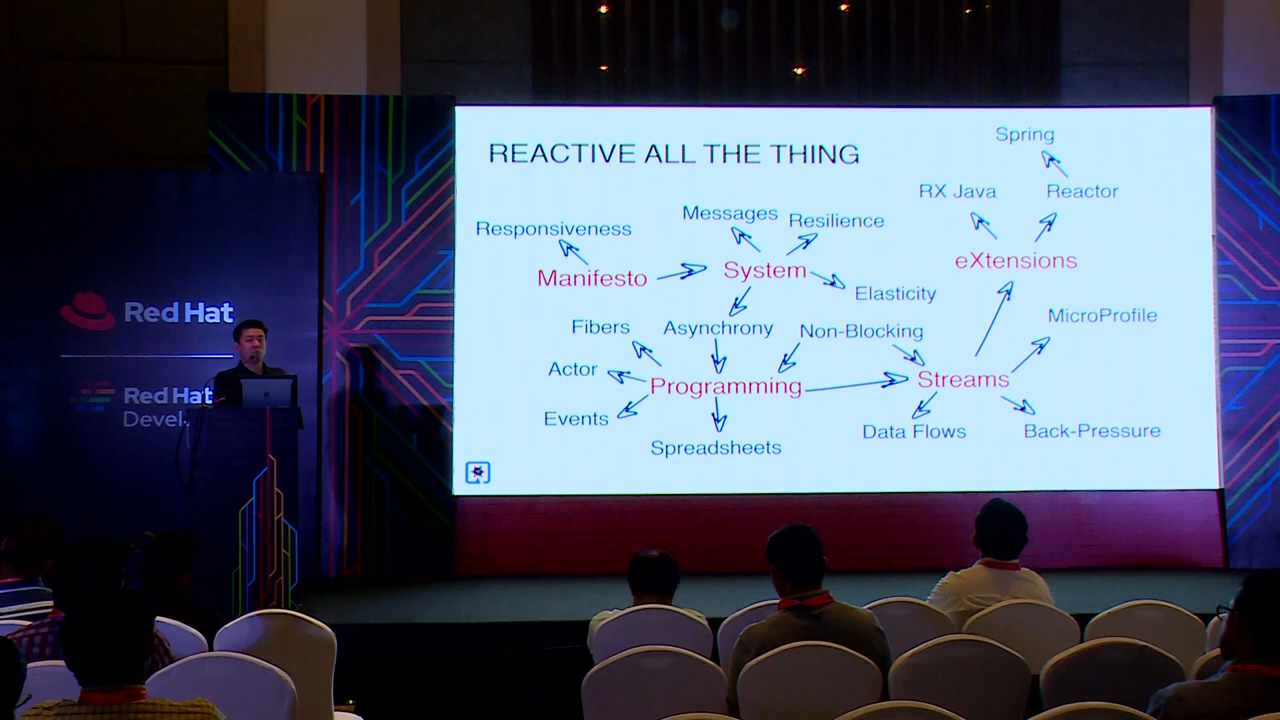 REACTIVE ALL THE THING
Spring
RX Java
Reactor
Responsiveness
Messages
Resilience
Manifesto
System
eXtensions
Elasticity
Fibers
Asynchrony
Non-Blocking
MicroProfile
Actor
Programming
Streams
Events
Spreadsheets
Data Flows
Back-Pressure
Red Hat
Red Hat
Devel